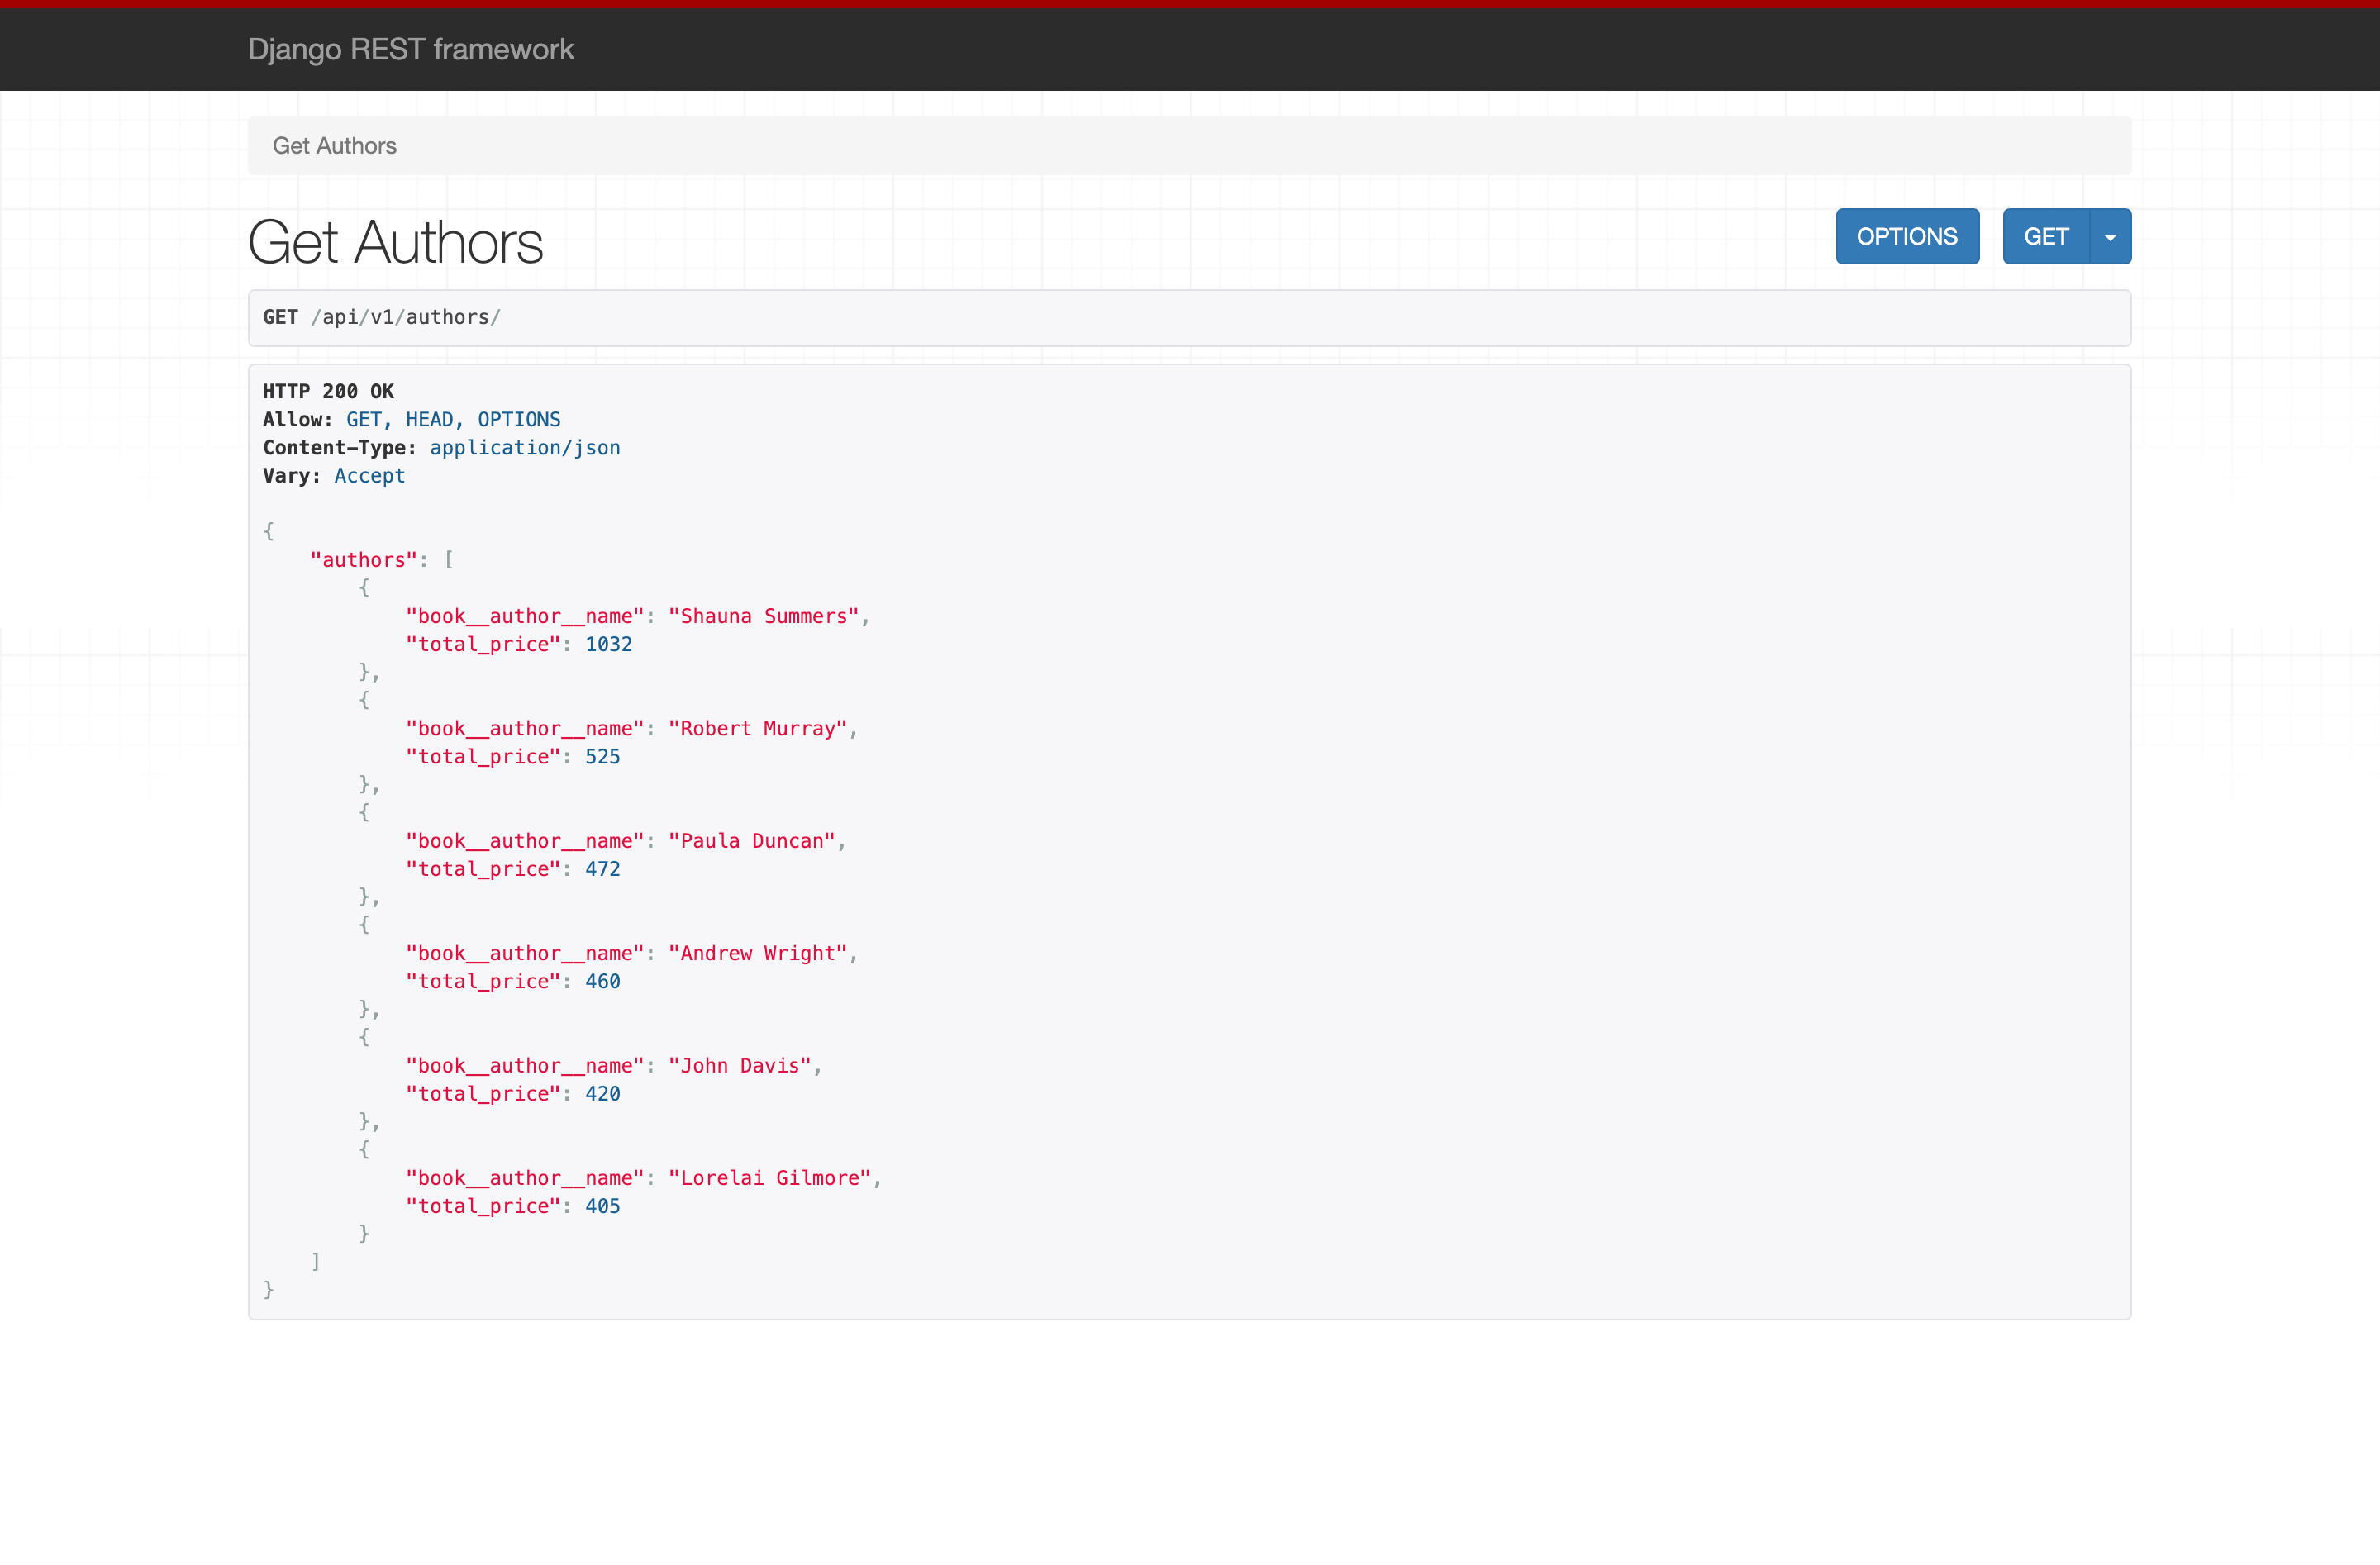 Django REST framework
Get Authors
Get Authors
OPTIONS
GET
GET /api/v1/authors/
HTTP 200 OK
Allow: GET, HEAD, OPTIONS
Content-Type: application/json
Vary: Accept
{
    "authors": [
        {
            "book__author__name": "Shauna Summers",
            "total_price": 1032
        },
        {
            "book__author__name": "Robert Murray",
            "total_price": 525
        },
        {
            "book__author__name": "Paula Duncan",
            "total_price": 472
        },
        {
            "book__author__name": "Andrew Wright",
            "total_price": 460
        },
        {
            "book__author__name": "John Davis",
            "total_price": 420
        },
        {
            "book__author__name": "Lorelai Gilmore",
            "total_price": 405
        }
    ]
}